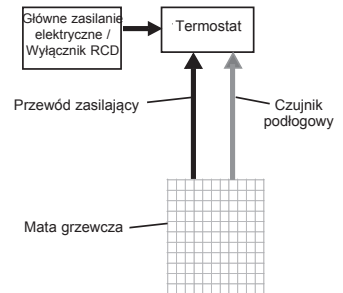 Główne zasilanie
elektryczne /
Wyłącznik RCD
Termostat
Przewód zasilający
Czujnik
podłogowy
Mata grzewcza